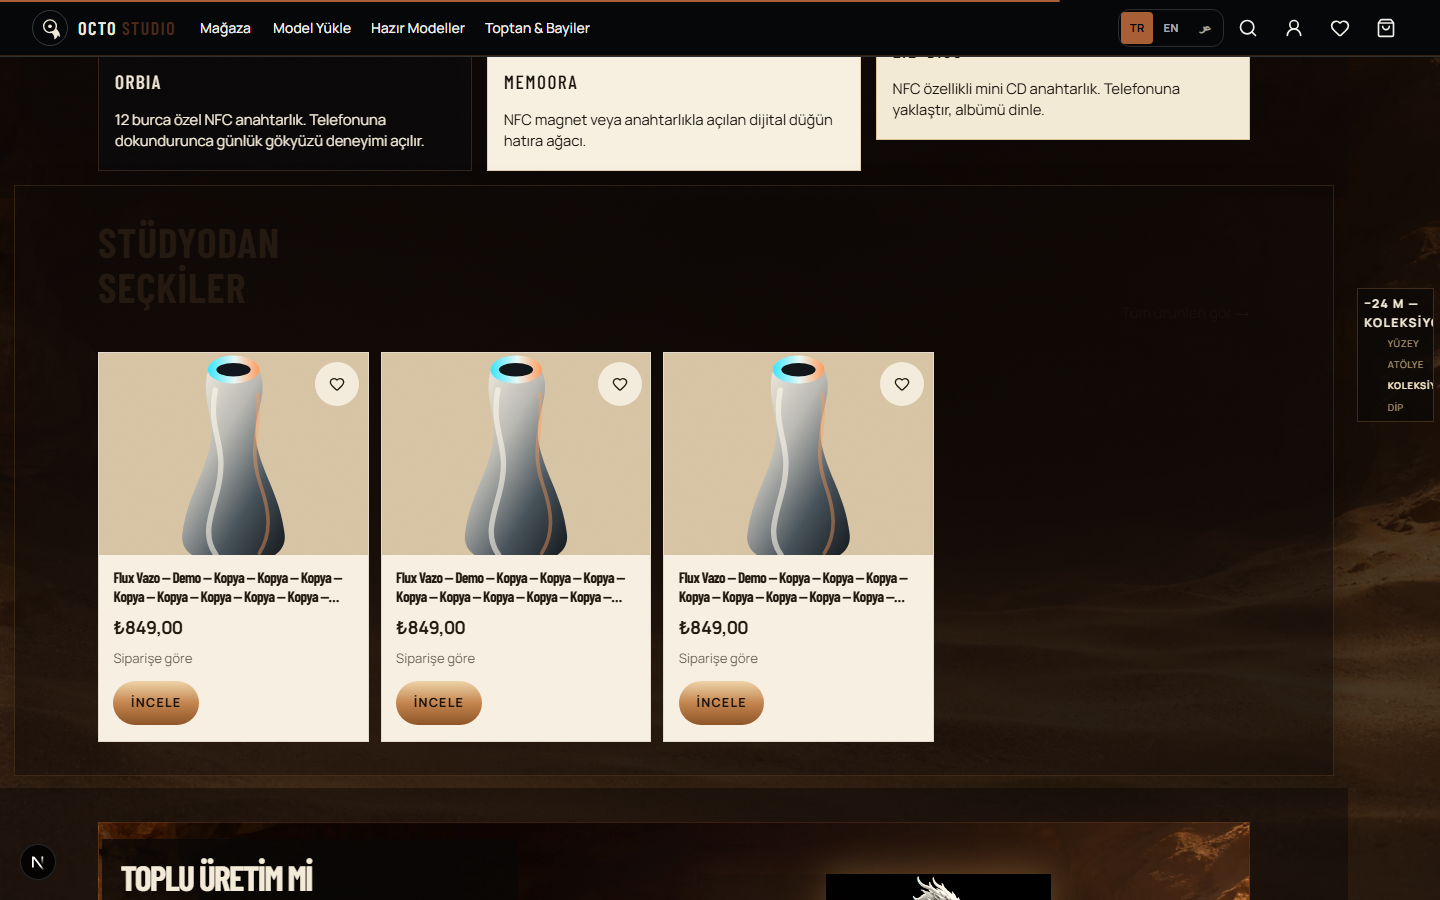 OCTO STUDIO
Mağaza
Model Yükle
Hazır Modeller
Toptan & Bayiler
TR
EN
ORBIA
12 burca özel NFC anahtarlık. Telefonuna
dokundurunca günlük gökyüzü deneyimi açılır.
MEMOORA
NFC magnet veya anahtarlıkla açılan dijital düğün
hatıra ağacı.
NFC özellikli mini CD anahtarlık. Telefonuna
yaklaştır, albümü dinle.
STÜDYODAN
SEÇKİLER
Tüm ürünleri gör →
Flux Vazo — Demo — Kopya — Kopya — Kopya —
Kopya — Kopya — Kopya — Kopya — Kopya —...
₺849,00
Siparişe göre
İNCELE
Flux Vazo — Demo — Kopya — Kopya — Kopya —
Kopya — Kopya — Kopya — Kopya — Kopya —...
₺849,00
Siparişe göre
İNCELE
Flux Vazo — Demo — Kopya — Kopya — Kopya —
Kopya — Kopya — Kopya — Kopya — Kopya —...
₺849,00
Siparişe göre
İNCELE
−24 M —
KOLEKSİY
YÜZEY
ATÖLYE
KOLEKSİY
DİP
TOPLU ÜRETİM Mİ
N